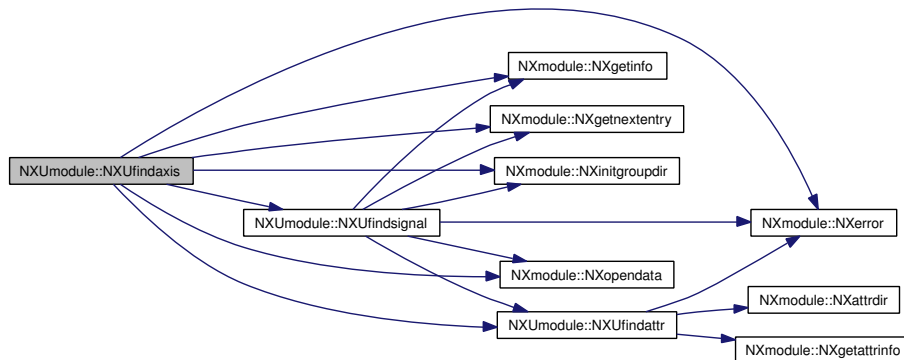 NXmodule::NXgetinfo
NXmodule::NXgetnextentry
NXUmodule::NXUfindaxis
NXmodule::NXinitgroupdir
NXUmodule::NXUfindsignal
NXmodule::NXerror
NXmodule::NXopendata
NXmodule::NXattrdir
NXUmodule::NXUfindattr
NXmodule::NXgetattrinfo